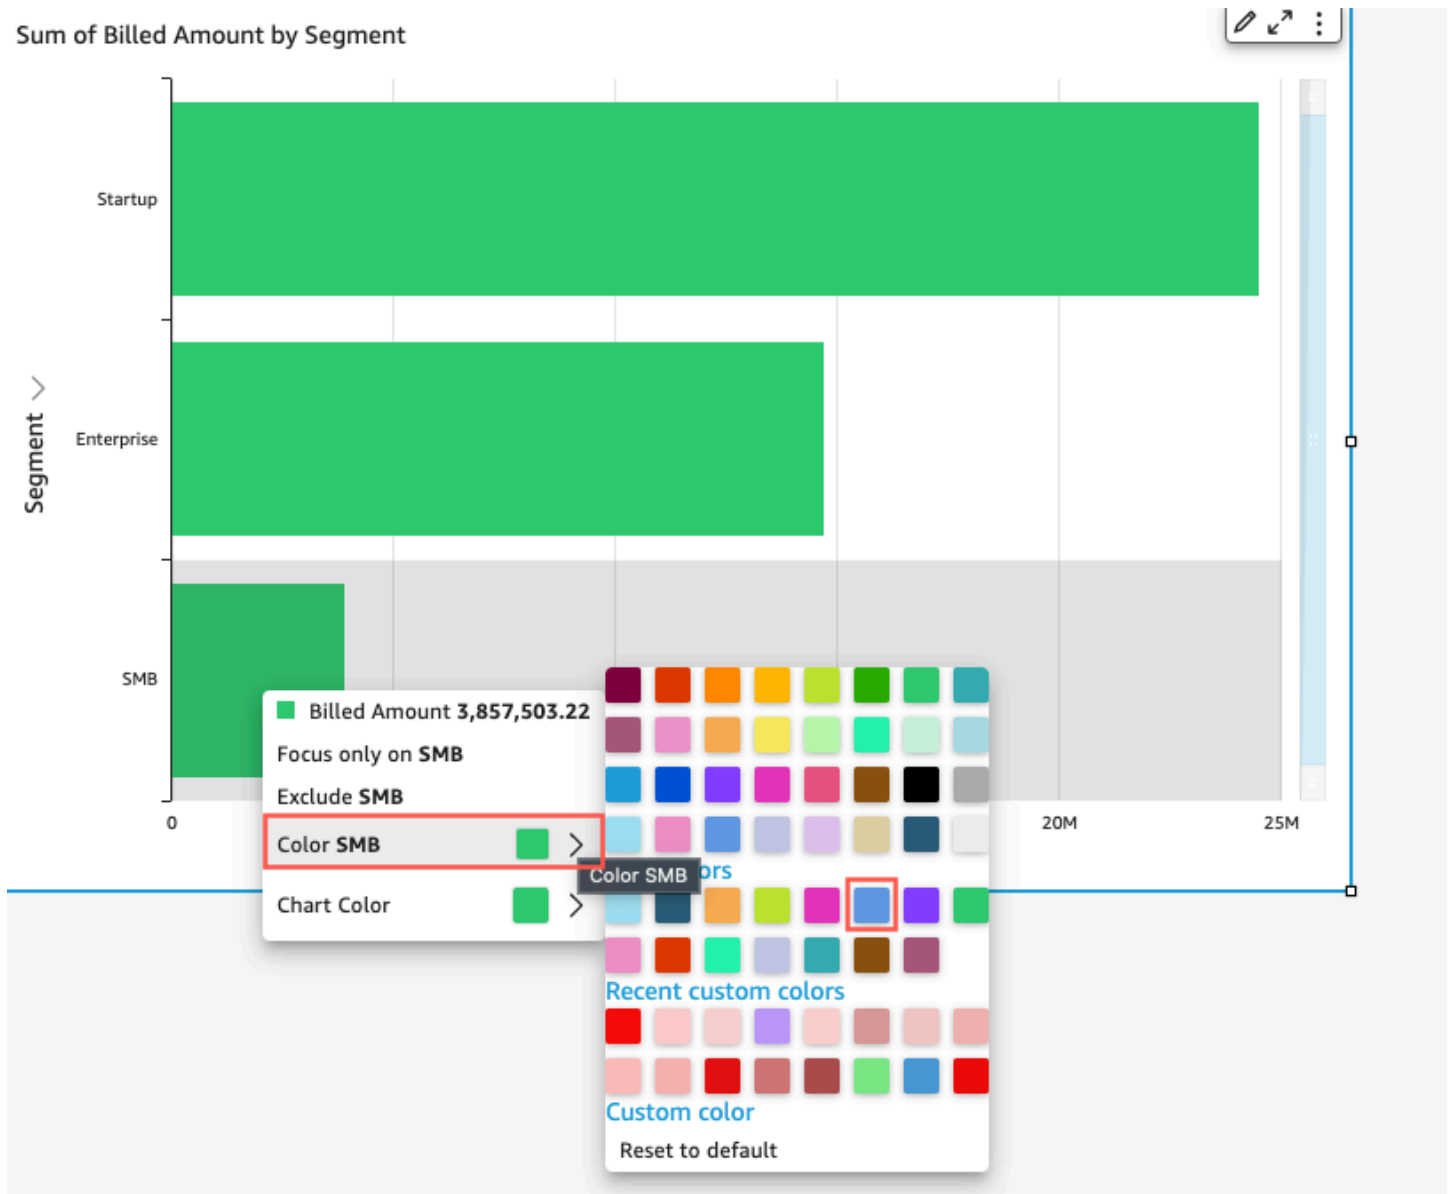 Sum of Billed Amount by Segment
Startup
Enterprise
SMB
Segment
0
20M
25M
Billed Amount 3,857,503.22
Focus only on SMB
Exclude SMB
Color SMB
Chart Color
Color SMB
ors
Recent custom colors
Custom color
Reset to default